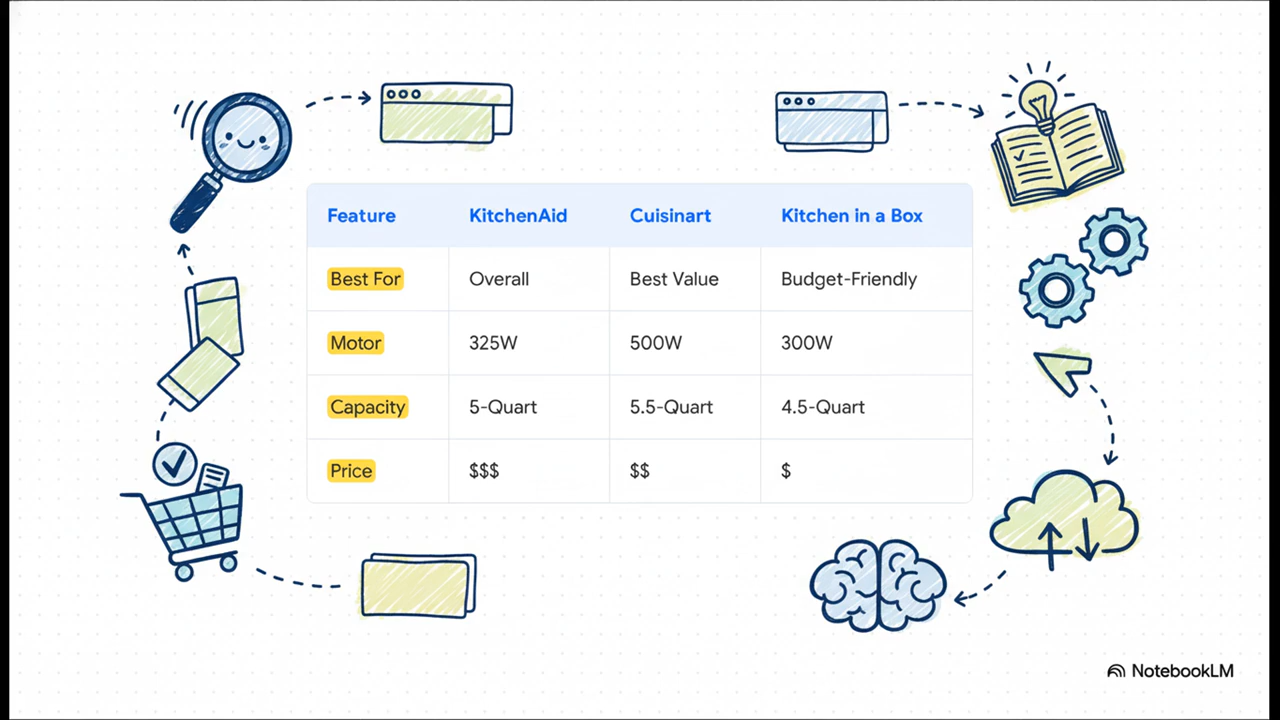 Feature KitchenAid Cuisinart Kitchen in a Box
Best For Overall Best Value Budget-Friendly
Motor 325W 500W 300W
Capacity 5-Quart 5.5-Quart 4.5-Quart
Price $$$ $$ $
NotebookLM